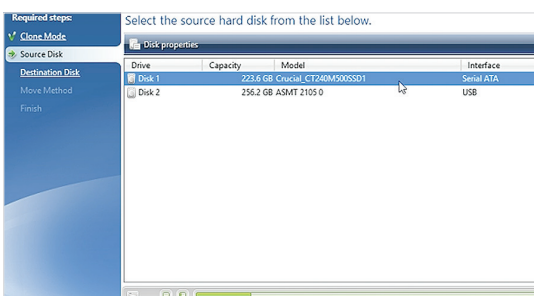 Required steps:
Clone Mode
Source Disk
Destination Disk
Move Method
Finish
Select the source hard disk from the list below.
Disk properties
Drive Capacity Model Interface
Disk 1 223.6 GB Crucial_CT240M500SSD1 Serial ATA
Disk 2 256.2 GB ASMT 2105 0 USB